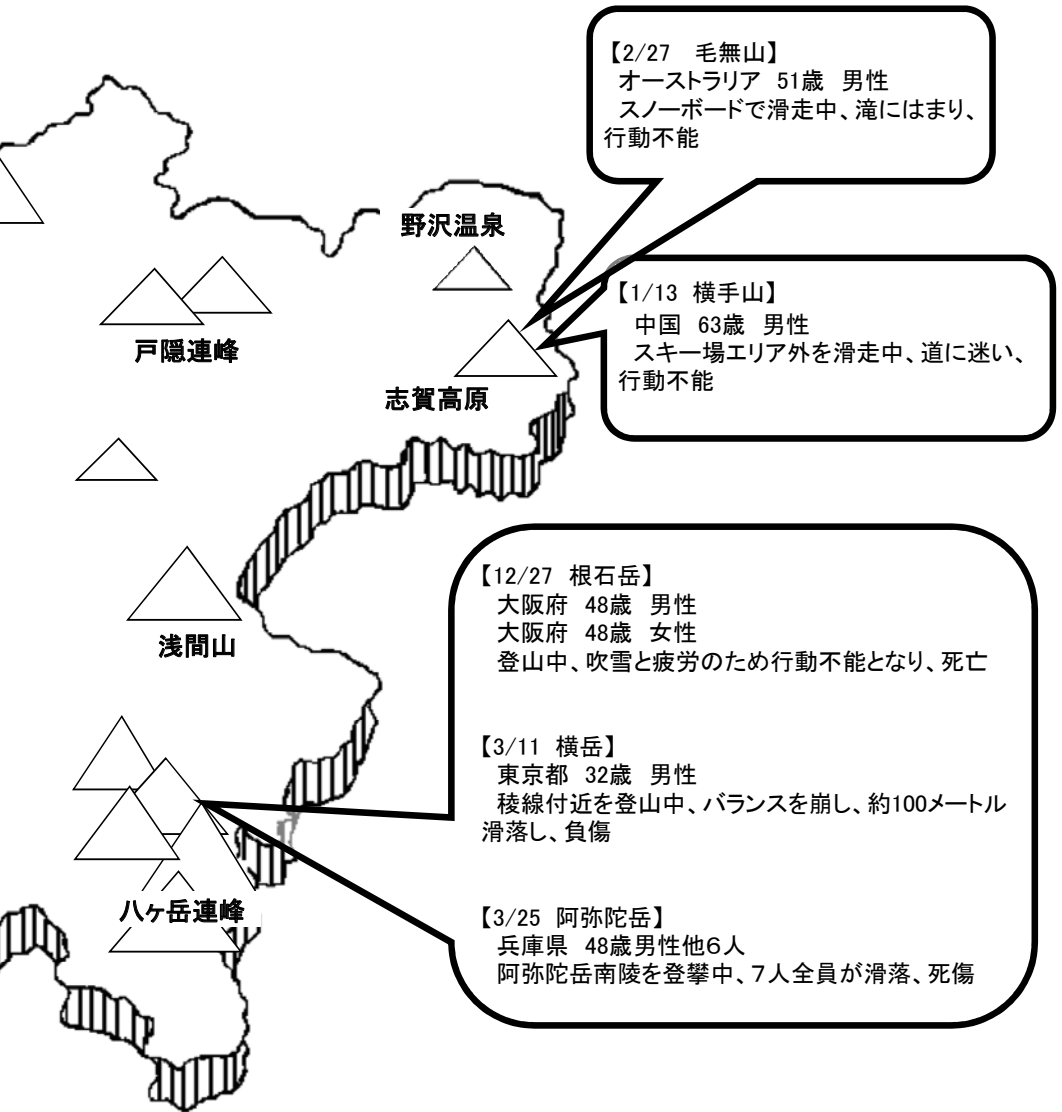 【2/27 毛無山】
オーストラリア 51歳 男性
スノーボードで滑走中、滝にはまり、
行動不能
野沢温泉
【1/13 横手山】
中国 63歳 男性
スキー場エリア外を滑走中、道に迷い、
行動不能
戸隠連峰
志賀高原
【12/27 根石岳】
大阪府 48歳 男性
大阪府 48歳 女性
登山中、吹雪と疲労のため行動不能となり、死亡
浅間山
【3/11 横岳】
東京都 32歳 男性
稜線付近を登山中、バランスを崩し、約100メートル
滑落し、負傷
八ヶ岳連峰
【3/25 阿弥陀岳】
兵庫県 48歳男性他6人
阿弥陀岳南陵を登攀中、7人全員が滑落、死傷